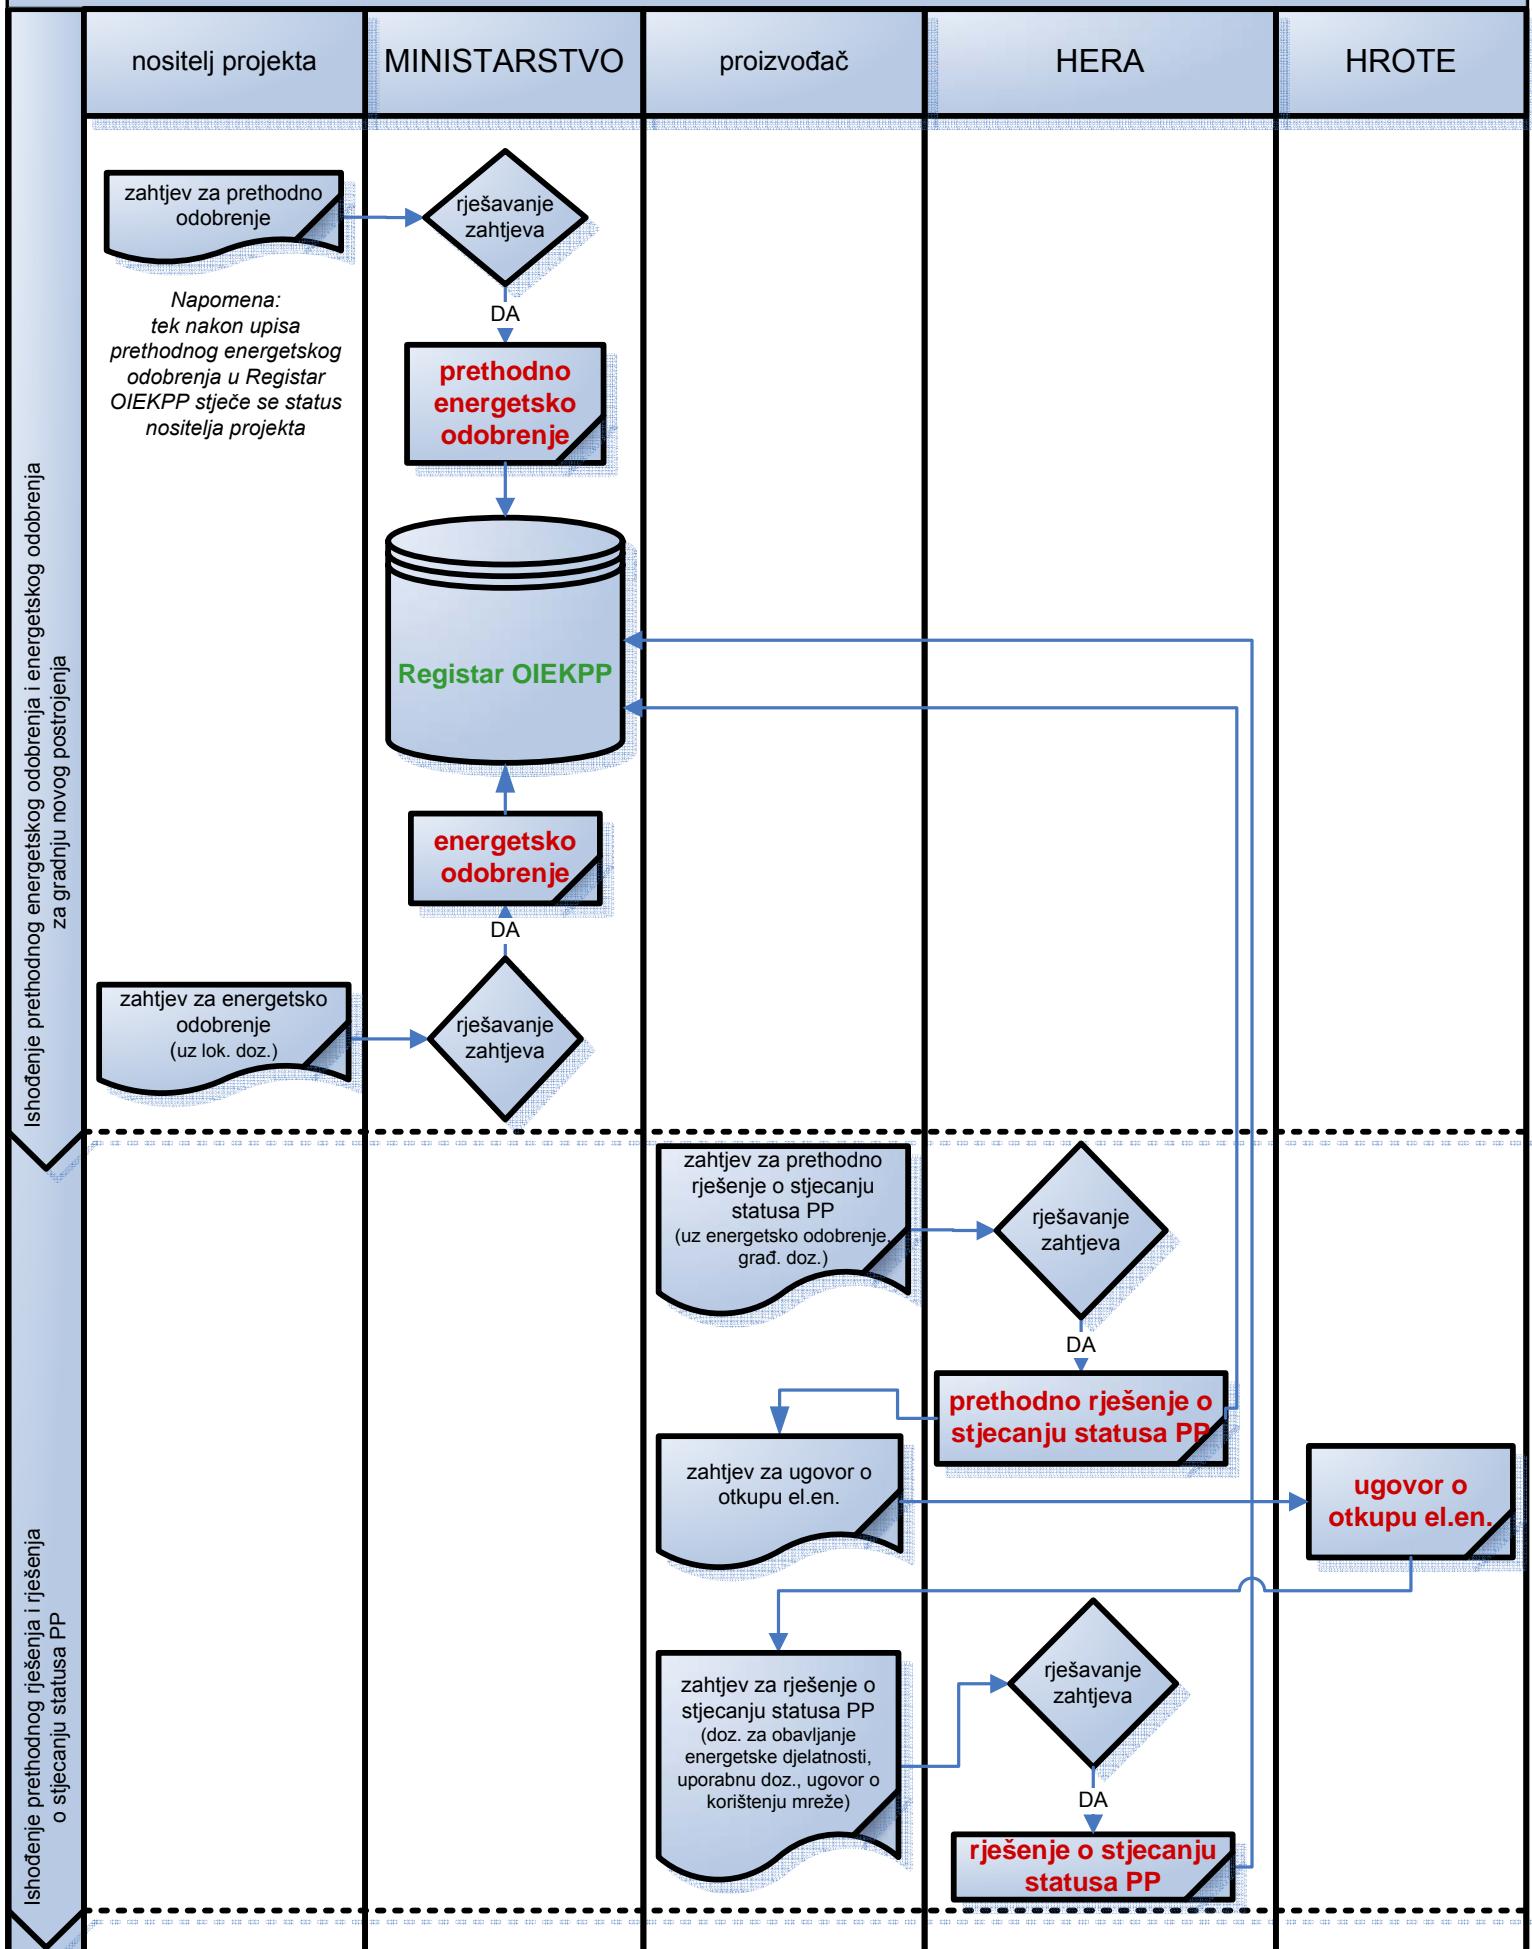 nositelj projekta
MINISTARSTVO
proizvođač
HERA
HROTE
Ishođenje prethodnog energetskog odobrenja i energetskog odobrenja
za gradnju novog postrojenja
zahtjev za prethodno
odobrenje
rješavanje
zahtjeva
Napomena:
tek nakon upisa
prethodnog energetskog
odobrenja u Registar
OIEKPP stječe se status
nositelja projekta
DA
prethodno
energetsko
odobrenje
Registar OIEKPP
energetsko
odobrenje
DA
zahtjev za energetsko
odobrenje
(uz lok. doz.)
rješavanje
zahtjeva
Ishođenje prethodnog rješenja i rješenja
o stjecanju statusa PP
zahtjev za prethodno
rješenje o stjecanju
statusa PP
(uz energetsko odobrenje,
građ. doz.)
rješavanje
zahtjeva
DA
prethodno rješenje o
stjecanju statusa PP
zahtjev za ugovor o
otkupu el.en.
ugovor o
otkupu el.en.
zahtjev za rješenje o
stjecanju statusa PP
(doz. za obavljanje
energetske djelatnosti,
uporabnu doz., ugovor o
korištenju mreže)
rješavanje
zahtjeva
DA
rješenje o stjecanju
statusa PP